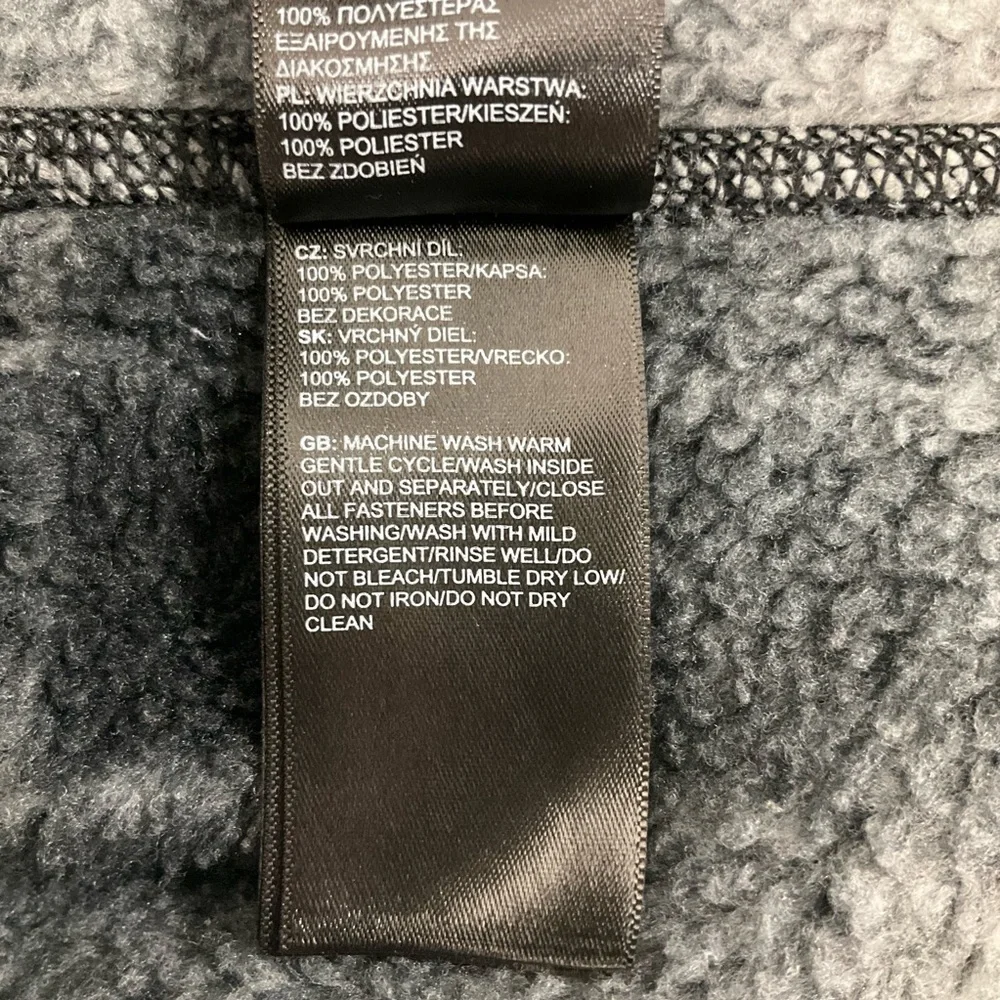 100% ΠΟΛΥΕΣΤΕΡΑΣ
ΕΞΑΙΡΟΥΜΕΝΗΣ ΤΗΣ
ΔΙΑΚΟΣΜΗΣΗΣ
PL: WIERZCHNIA WARSTWA:
100% POLIESTER/KIESZEŃ:
100% POLIESTER
BEZ ZDOBIEŃ
CZ: SVRCHNÍ DÍL:
100% POLYESTER/KAPSA:
100% POLYESTER
BEZ DEKORACE
SK: VRCHNÝ DIEL:
100% POLYESTER/VRECKO:
100% POLYESTER
BEZ OZDOBY
GB: MACHINE WASH WARM
GENTLE CYCLE/WASH INSIDE
OUT AND SEPARATELY/CLOSE
ALL FASTENERS BEFORE
WASHING/WASH WITH MILD
DETERGENT/RINSE WELL/DO
NOT BLEACH/TUMBLE DRY LOW/
DO NOT IRON/DO NOT DRY
CLEAN